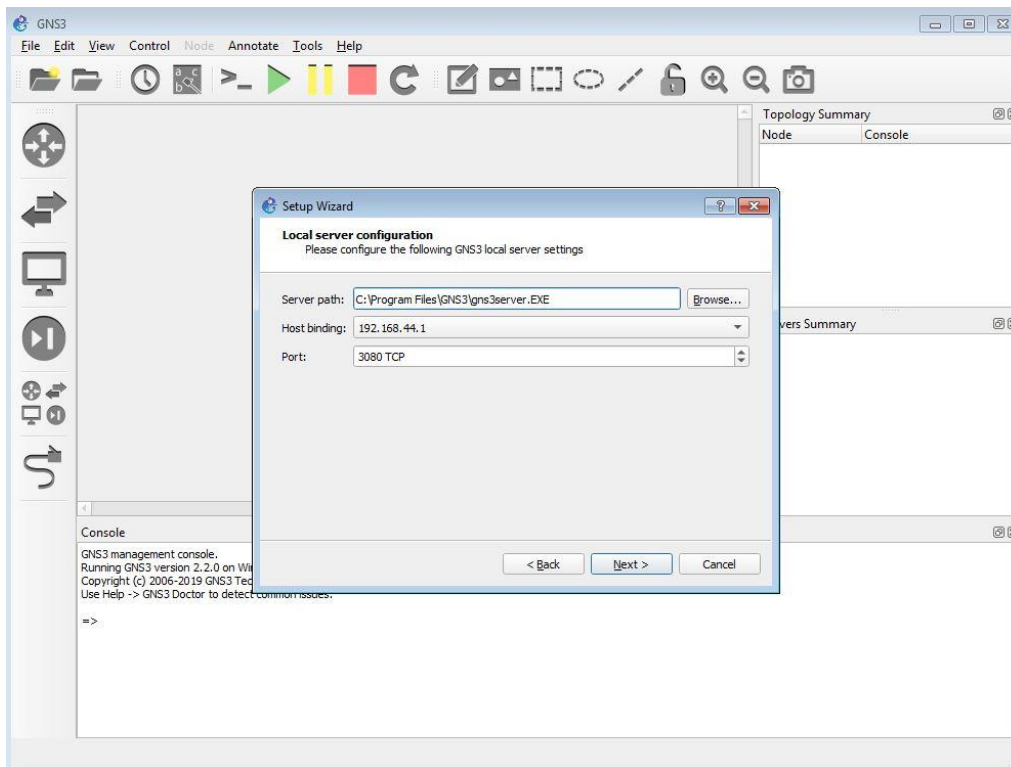 GNS3
File Edit View Control Node Annotate Tools Help
Topology Summary
Node Console
Setup Wizard
Local server configuration
Please configure the following GNS3 local server settings
Server path: C:\Program Files\GNS3\gns3server.EXE Browse...
Host binding: 192.168.44.1
vers Summary
Port: 3080 TCP
Console
< Back Next > Cancel
GNS3 management console.
Running GNS3 version 2.2.0 on Wi
Copyright (c) 2006-2019 GNS3 Tec
Use Help -> GNS3 Doctor to detect common issues.
=>